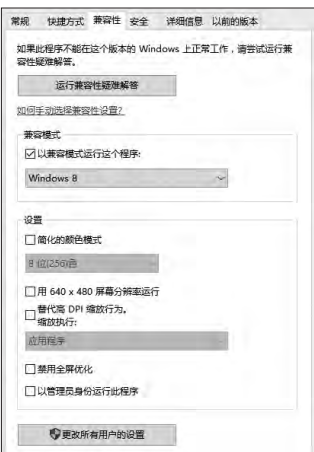 常规 快捷方式 兼容性 安全 详细信息 以前的版本
如果此程序不能在这个版本的 Windows 上正常工作，请尝试运行兼
容性疑难解答。
运行兼容性疑难解答
如何手动选择兼容性设置?
兼容模式
以兼容模式运行这个程序:
Windows 8
设置
简化的颜色模式
8 位(256)色
用 640 x 480 屏幕分辨率运行
替代高 DPI 缩放行为。
缩放执行:
应用程序
禁用全屏优化
以管理员身份运行此程序
更改所有用户的设置